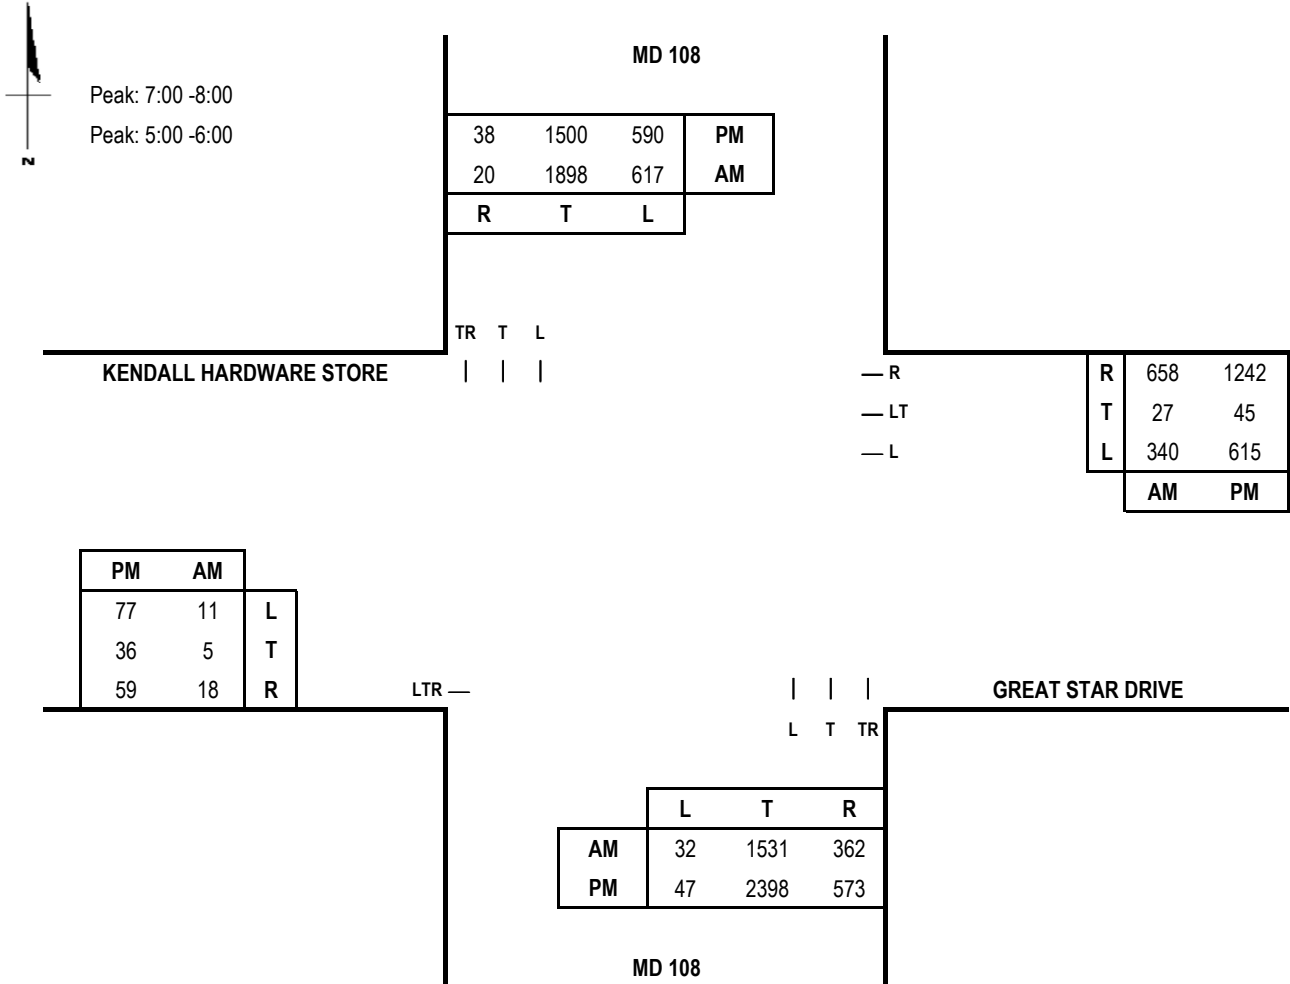 MD 108
Peak: 7:00 -8:00
Peak: 5:00 -6:00
38 1500 590 PM
20 1898 617 AM
R T L
N
TR T L
KENDALL HARDWARE STORE
R
LT
L
R 658 1242
T 27 45
L 340 615
AM PM
PM AM
77 11 L
36 5 T
59 18 R
LTR
GREAT STAR DRIVE
L T TR
L T R
AM 32 1531 362
PM 47 2398 573
MD 108